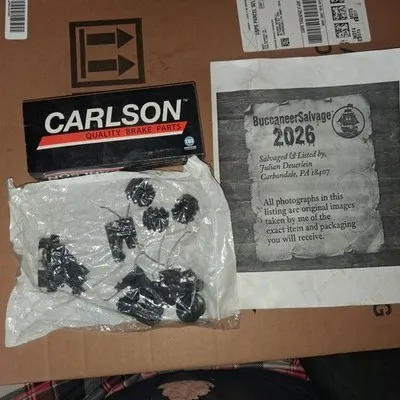 CARLSON™
QUALITY BRAKE PARTS
BuccaneerSalvage
2026
Salvaged & Listed by,
Julian Deuerlein
Carbondale, PA 18407
All photographs in this
listing are original images
taken by me of the
exact item and packaging
you will receive.
G